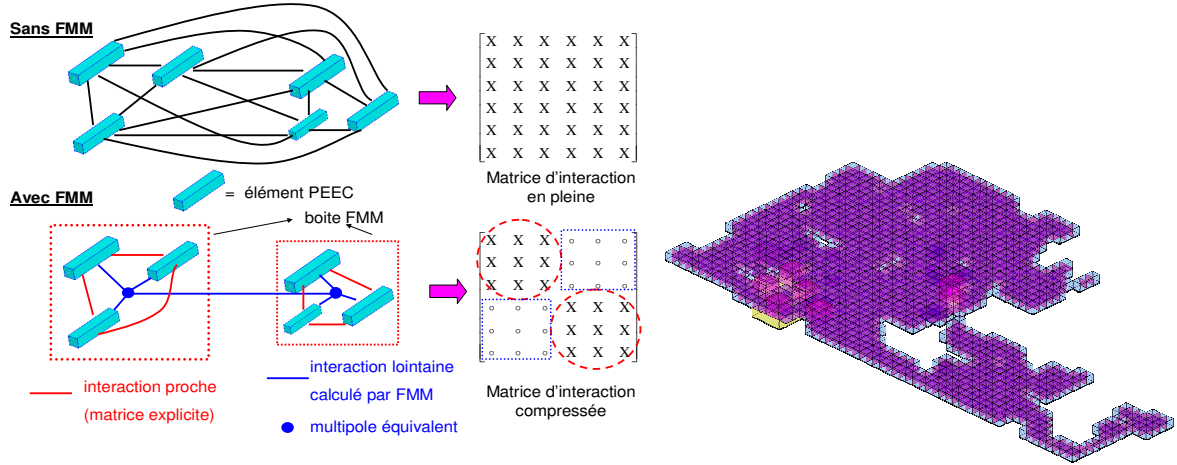 Sans FMM
X X X X X X
X X X X X X
X X X X X X
X X X X X X
X X X X X X
X X X X X X
Matrice d'interaction
en pleine
= élément PEEC
Avec FMM
boite FMM
X X X o o o
X X X o o o
X X X o o o
o o o X X X
o o o X X X
o o o X X X
interaction proche
(matrice explicite)
interaction lointaine
calculé par FMM
multipole équivalent
Matrice d'interaction
compressée